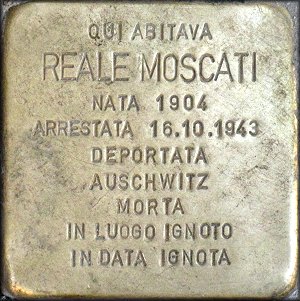 QUI ABITAVA
REALE MOSCATI
NATA 1904
ARRESTATA 16.10.1943
DEPORTATA
AUSCHWITZ
MORTA
IN LUOGO IGNOTO
IN DATA IGNOTA